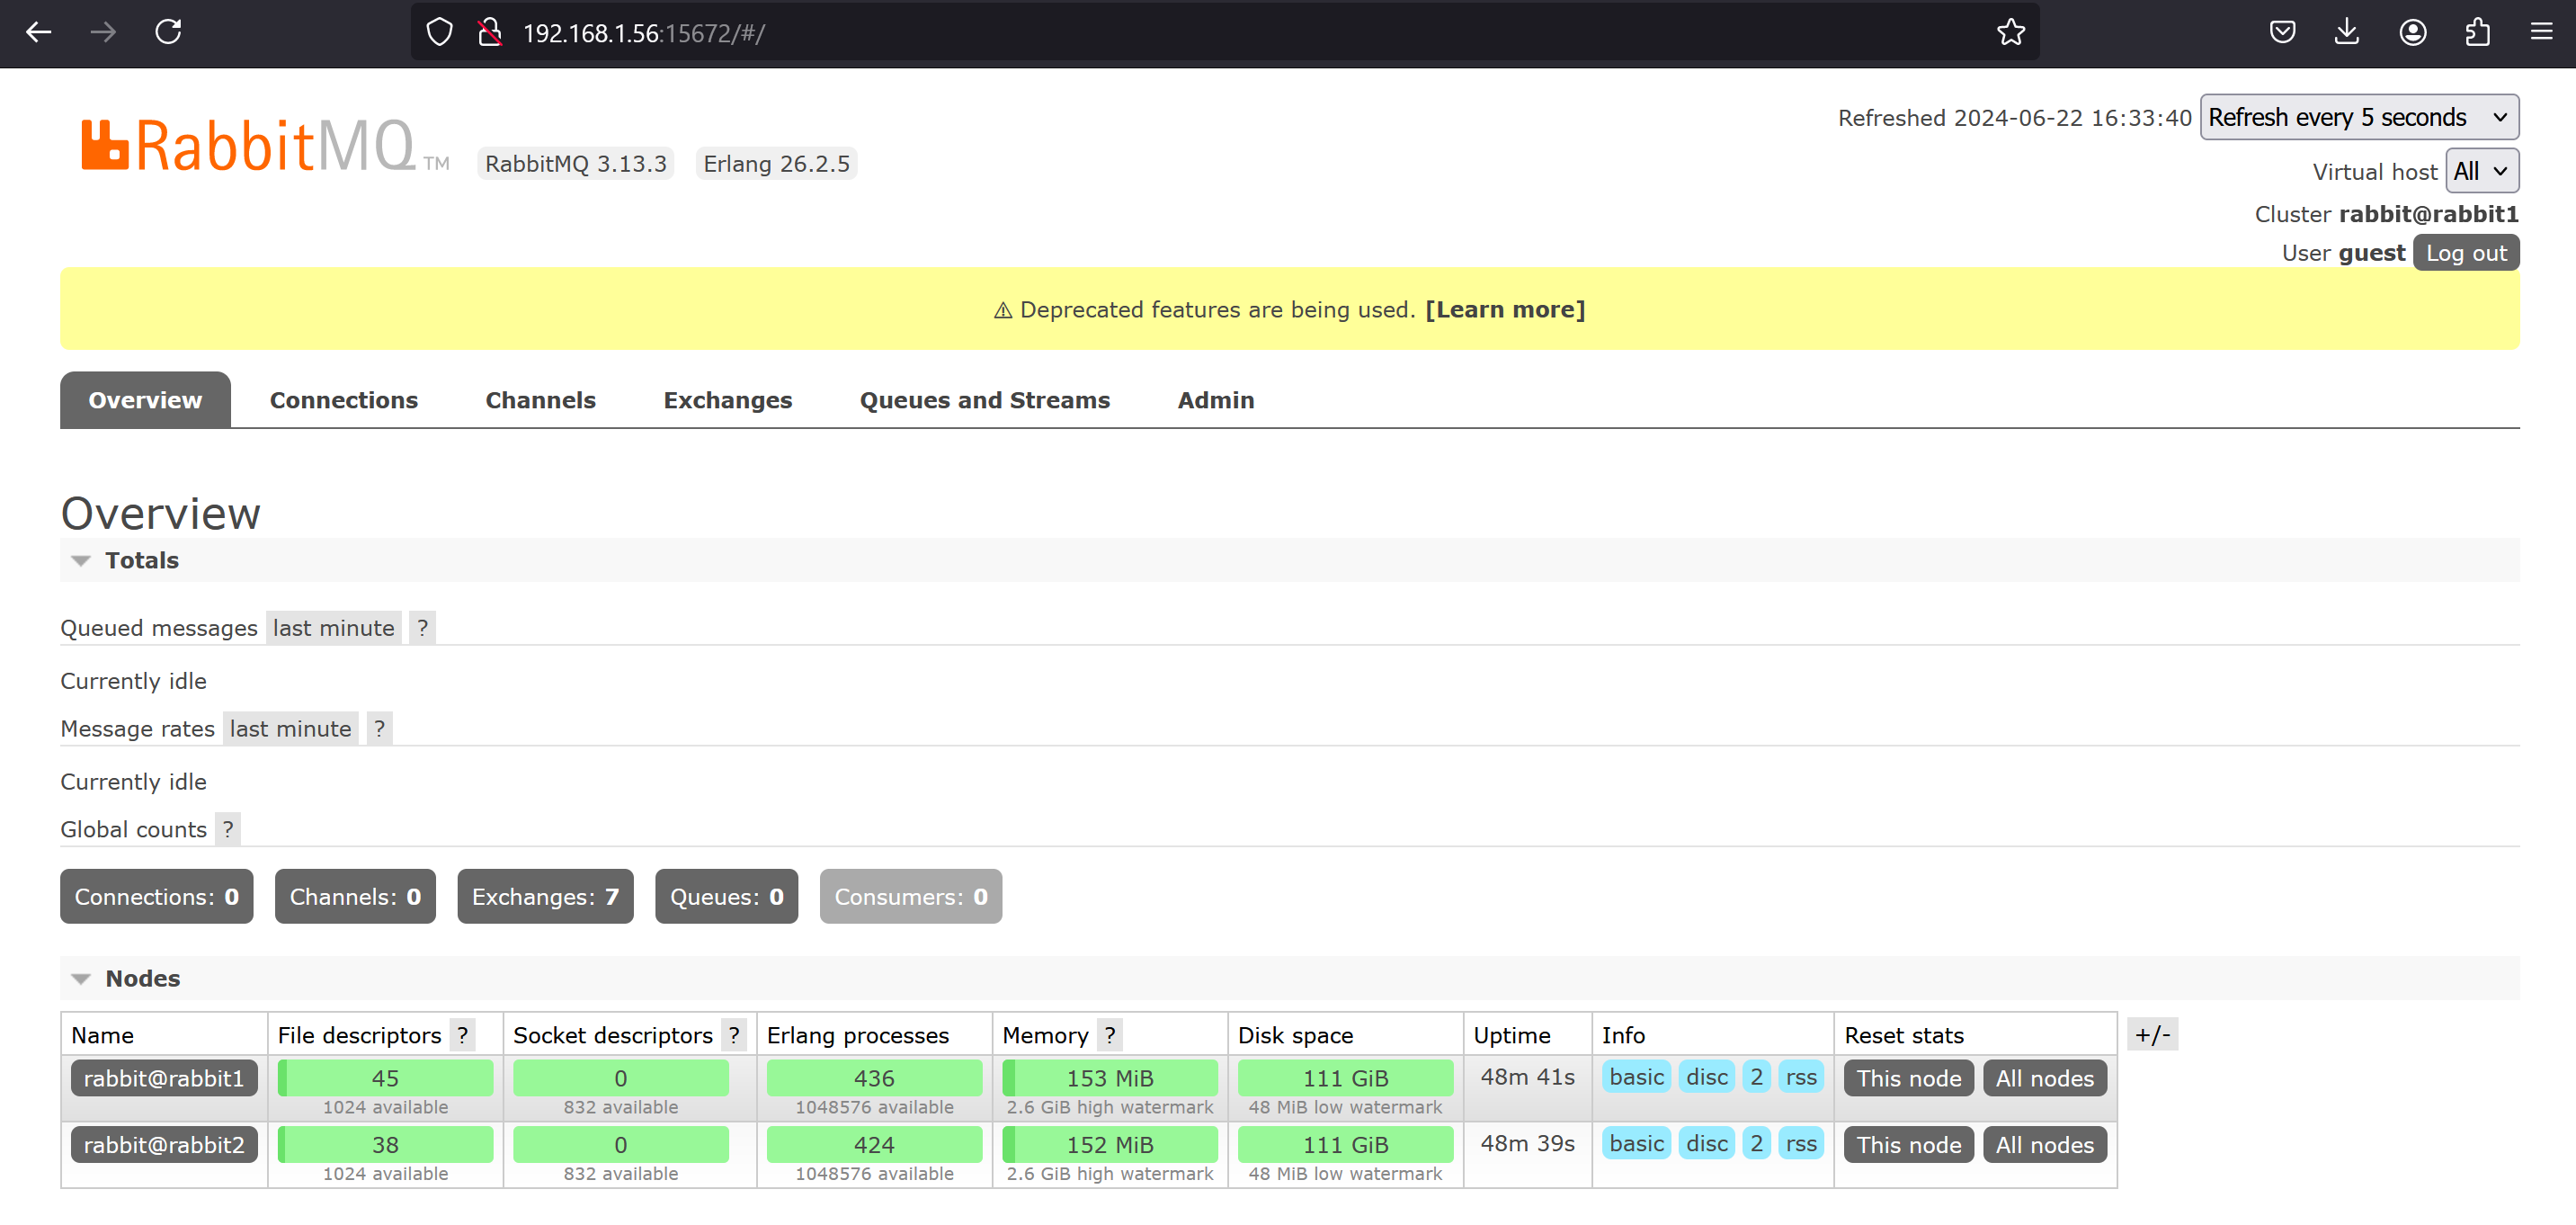 192.168.1.56:15672/#/
RabbitMQ TM RabbitMQ 3.13.3 Erlang 26.2.5
Refreshed 2024-06-22 16:33:40 Refresh every 5 seconds
Virtual host All
Cluster rabbit@rabbit1
User guest Log out
⚠ Deprecated features are being used. [Learn more]
Overview Connections Channels Exchanges Queues and Streams Admin
Overview
Totals
Queued messages last minute ?
Currently idle
Message rates last minute ?
Currently idle
Global counts ?
Connections: 0 Channels: 0 Exchanges: 7 Queues: 0 Consumers: 0
Nodes
Name File descriptors ? Socket descriptors ? Erlang processes Memory ? Disk space Uptime Info Reset stats +/-
rabbit@rabbit1 45 0 436 153 MiB 111 GiB 48m 41s basic disc 2 rss This node All nodes
1024 available 832 available 1048576 available 2.6 GiB high watermark 48 MiB low watermark
rabbit@rabbit2 38 0 424 152 MiB 111 GiB 48m 39s basic disc 2 rss This node All nodes
1024 available 832 available 1048576 available 2.6 GiB high watermark 48 MiB low watermark